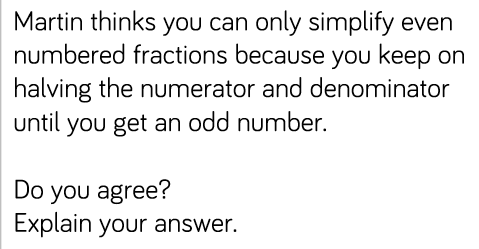 Martin thinks you can only simplify even
numbered fractions because you keep on
halving the numerator and denominator
until you get an odd number.
Do you agree?
Explain your answer.